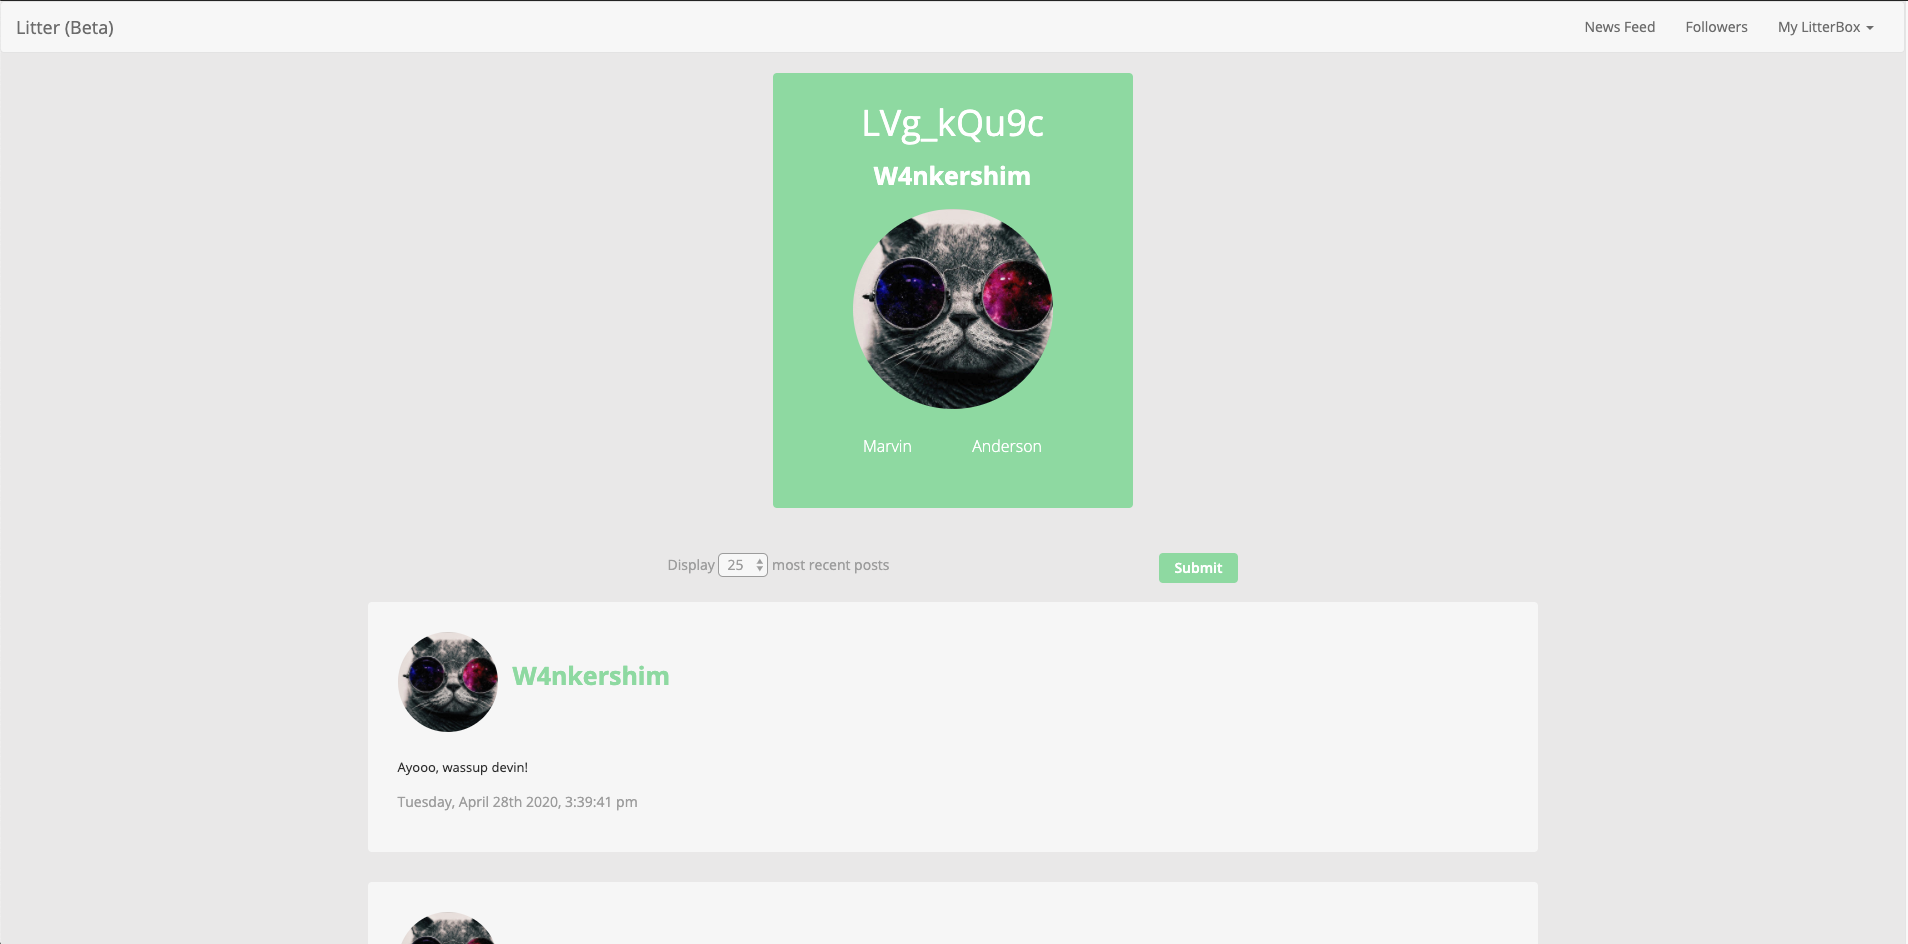 Litter (Beta)
News Feed Followers My LitterBox
LVg_kQu9c
W4nkershim
Marvin Anderson
Display 25 most recent posts
Submit
W4nkershim
Ayooo, wassup devin!
Tuesday, April 28th 2020, 3:39:41 pm